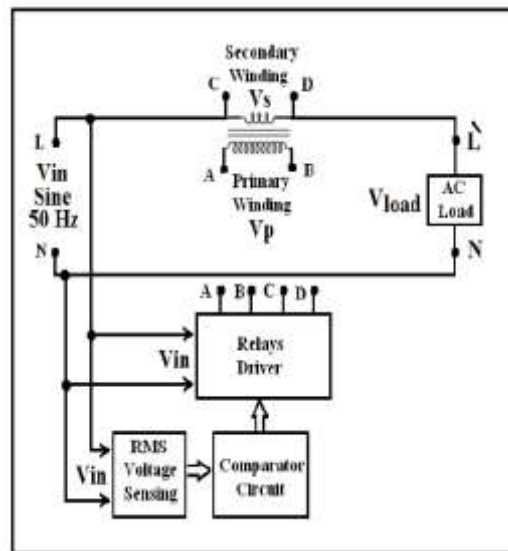 Secondary
Winding
C Vs D
L
Vin
Sine
50 Hz
N
A B
Primary
Winding
Vp
L̀
Vload
AC
Load
N
A B C D
Vin
Relays
Driver
Vin
RMS
Voltage
Sensing
Comparator
Circuit